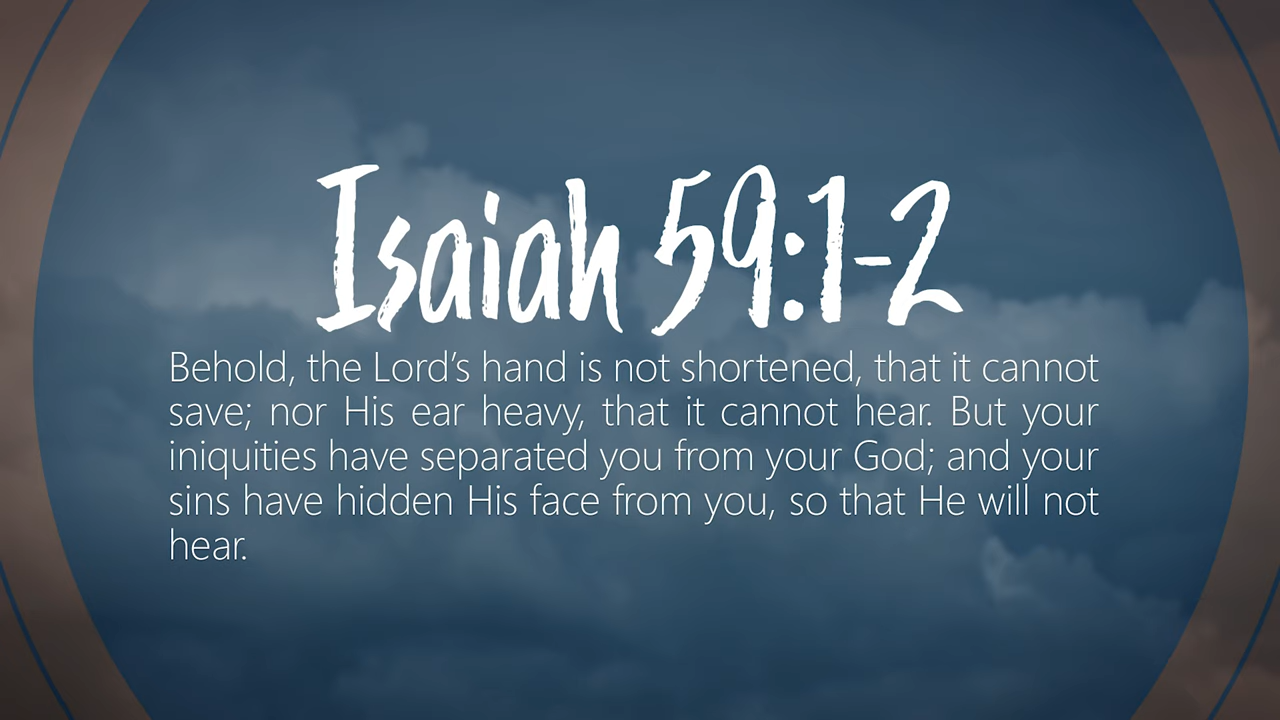 Isaiah 59:1-2
Behold, the Lord’s hand is not shortened, that it cannot
save; nor His ear heavy, that it cannot hear. But your
iniquities have separated you from your God; and your
sins have hidden His face from you, so that He will not
hear.